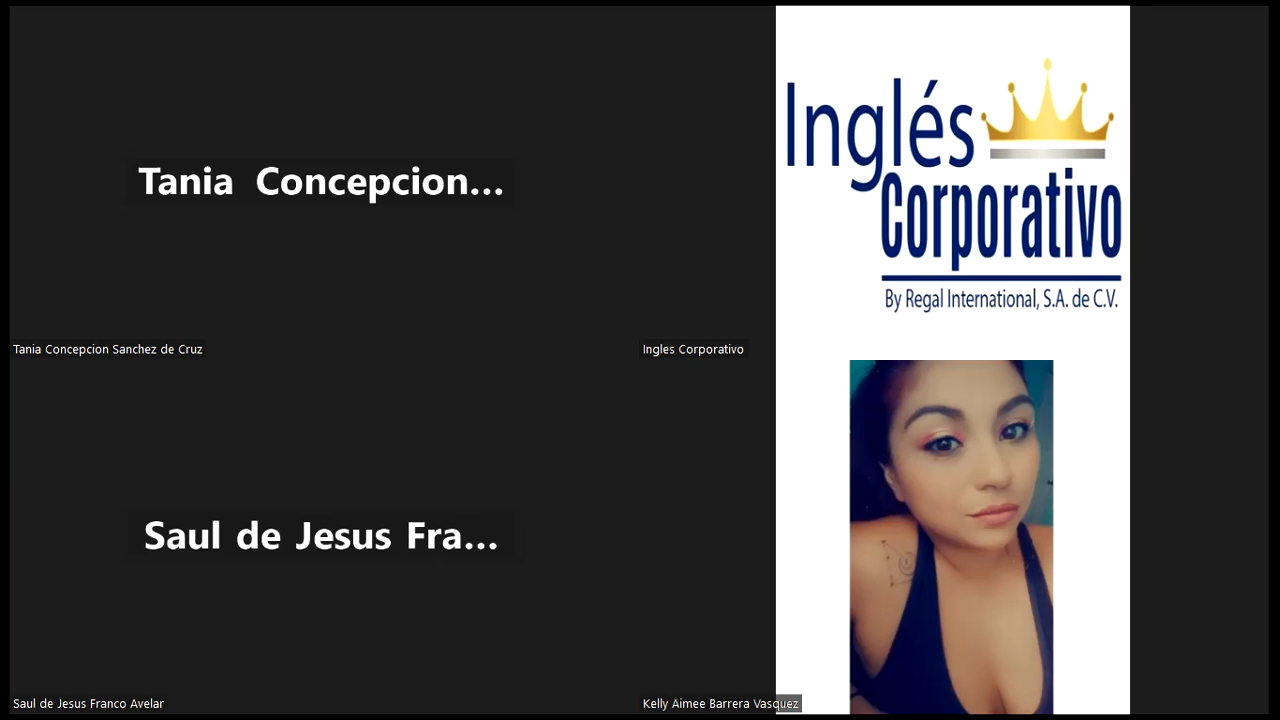 Tania Concepcion...
Tania Concepcion Sanchez de Cruz
Inglés
Corporativo
By Regal International, S.A. de C.V.
Ingles Corporativo
Saul de Jesus Fra...
Saul de Jesus Franco Avelar
Kelly Aimee Barrera Vasquez